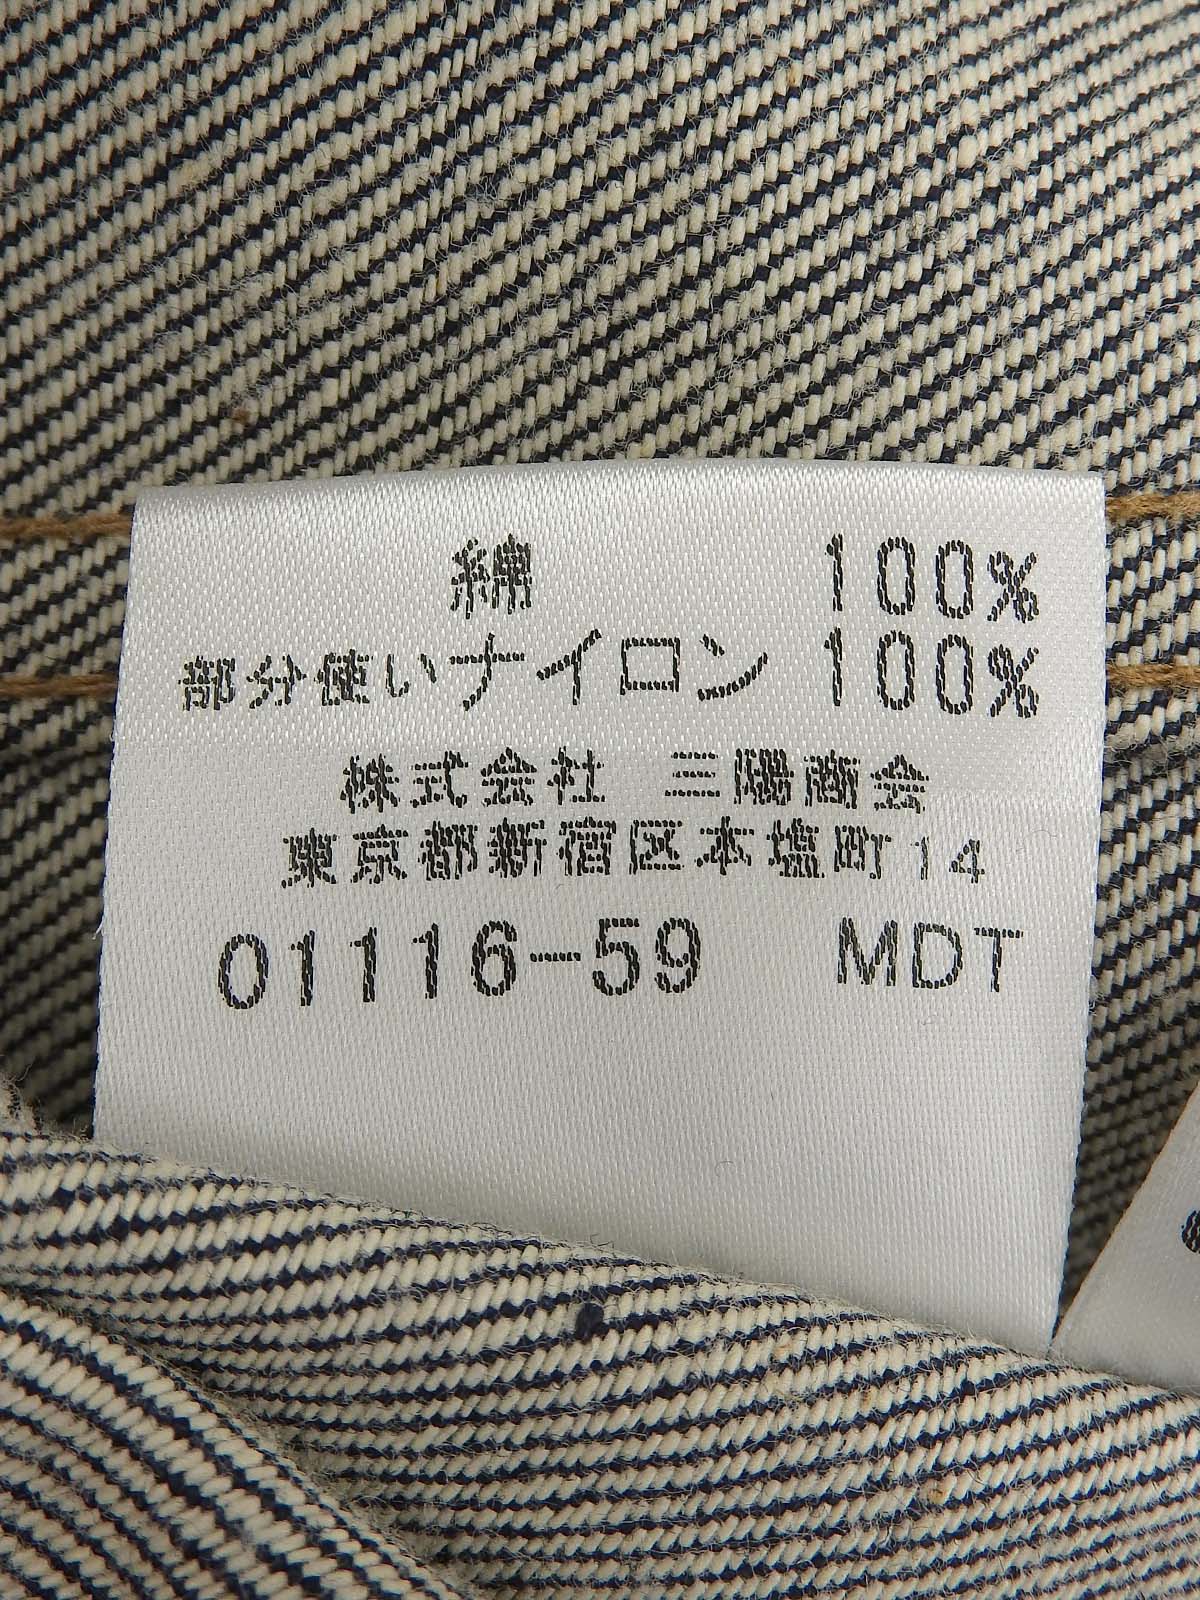 綿 100%
部分使いナイロン 100%
株式会社 三陽商会
東京都新宿区本塩町14
01116-59 MDT